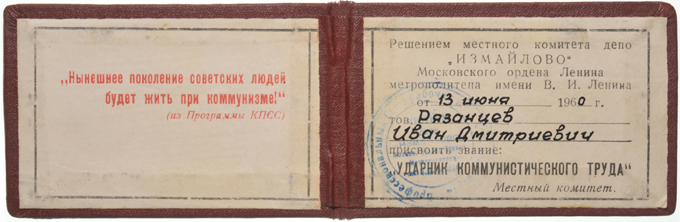 „Нынешнее поколение советских людей
будет жить при коммунизме!“
(из Программы КПСС)
Решением местного комитета депо
„ИЗМАЙЛОВО“
Московского ордена Ленина
метрополитена имени В. И. Ленина
от 13 июня 1960 г.
тов. Рязанцев
Иван Дмитриевич
присвоить звание:
„УДАРНИК КОММУНИСТИЧЕСКОГО ТРУДА“
Местный комитет.